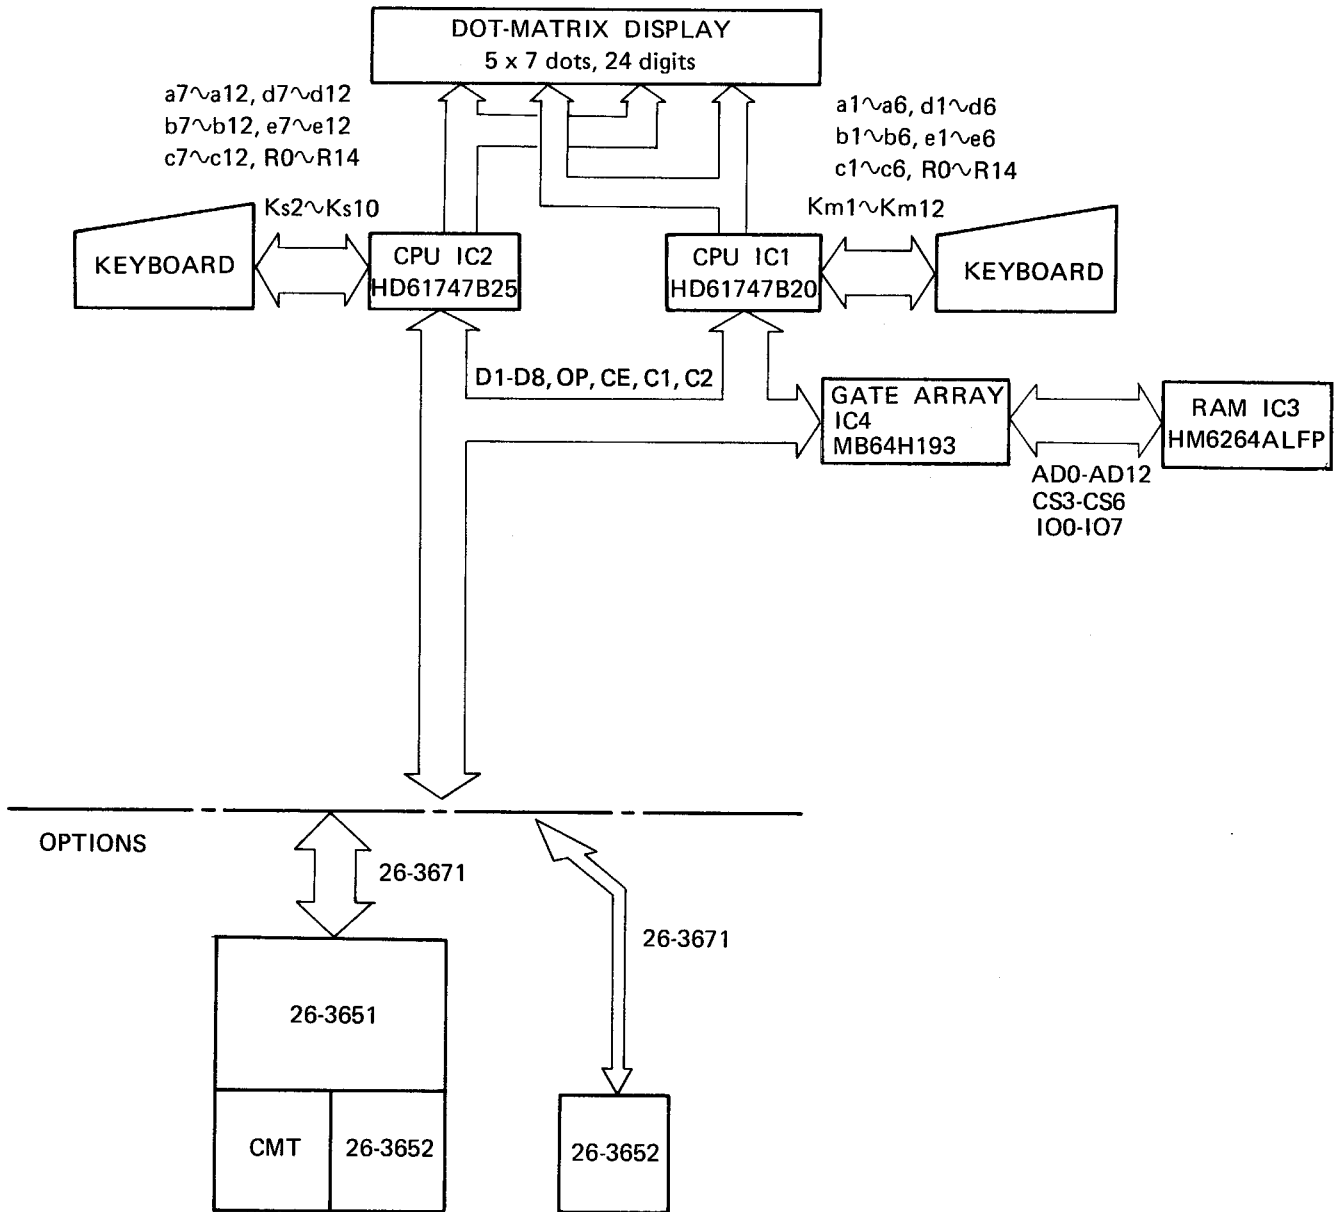 DOT-MATRIX DISPLAY
5 x 7 dots, 24 digits
a7~a12, d7~d12
b7~b12, e7~e12
c7~c12, R0~R14
a1~a6, d1~d6
b1~b6, e1~e6
c1~c6, R0~R14
Ks2~Ks10
Km1~Km12
KEYBOARD
CPU IC2
HD61747B25
CPU IC1
HD61747B20
KEYBOARD
D1-D8, OP, CE, C1, C2
GATE ARRAY
IC4
MB64H193
RAM IC3
HM6264ALFP
AD0-AD12
CS3-CS6
IO0-IO7
OPTIONS
26-3671
26-3671
26-3651
CMT
26-3652
26-3652